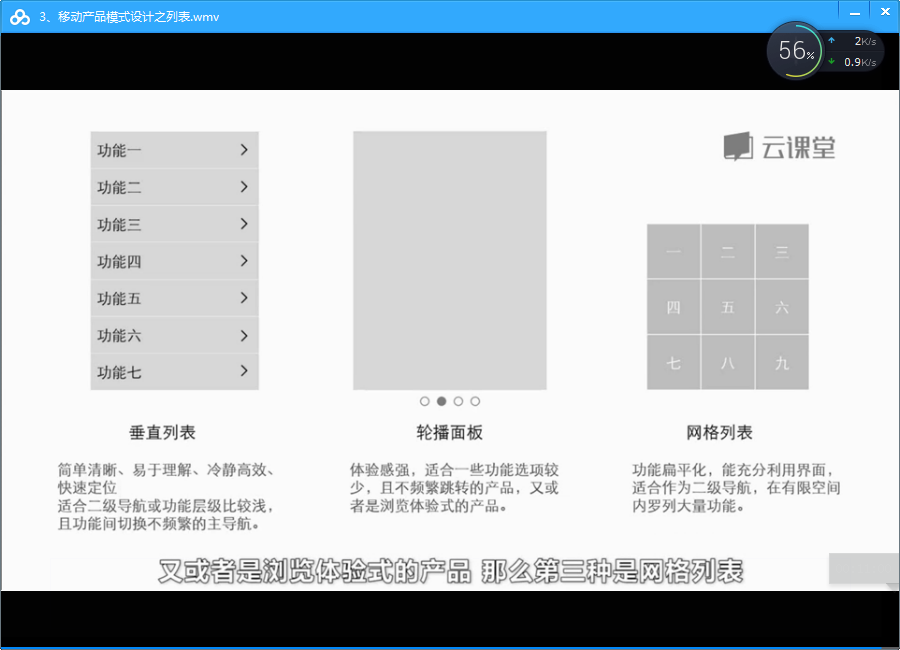 3、移动产品模式设计之列表.wmv
56%
2K/s
0.9K/s
云课堂
功能一
功能二
功能三
功能四
功能五
功能六
功能七
一 二 三
四 五 六
七 八 九
垂直列表
简单清晰、易于理解、冷静高效、
快速定位
适合二级导航或功能层级比较浅，
且功能间切换不频繁的主导航。
轮播面板
体验感强，适合一些功能选项较
少，且不频繁跳转的产品，又或
者是浏览体验式的产品。
网格列表
功能扁平化，能充分利用界面，
适合作为二级导航，在有限空间
内罗列大量功能。
又或者是浏览体验式的产品 那么第三种是网格列表